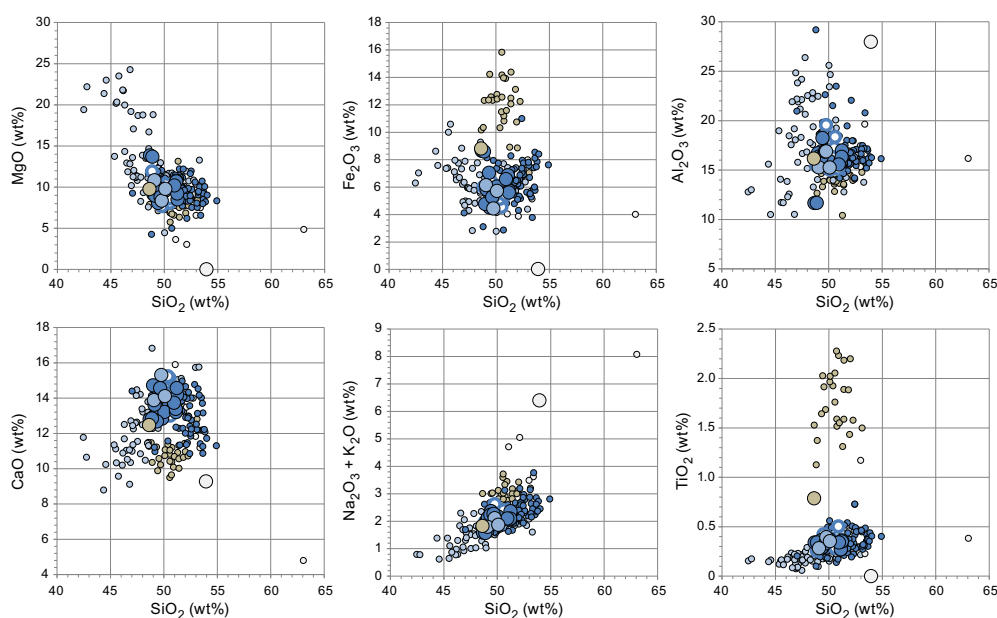 30
25
20
15
10
5
0
MgO (wt%)
40 45 50 55 60 65
SiO₂ (wt%)
20
18
16
14
12
10
8
6
4
2
0
Fe₂O₃ (wt%)
40 45 50 55 60 65
SiO₂ (wt%)
30
25
20
15
10
5
Al₂O₃ (wt%)
40 45 50 55 60 65
SiO₂ (wt%)
18
16
14
12
10
8
6
4
CaO (wt%)
40 45 50 55 60 65
SiO₂ (wt%)
9
8
7
6
5
4
3
2
1
0
Na₂O₃ + K₂O (wt%)
40 45 50 55 60 65
SiO₂ (wt%)
2.5
2.0
1.5
1.0
0.5
0
TiO₂ (wt%)
40 45 50 55 60 65
SiO₂ (wt%)